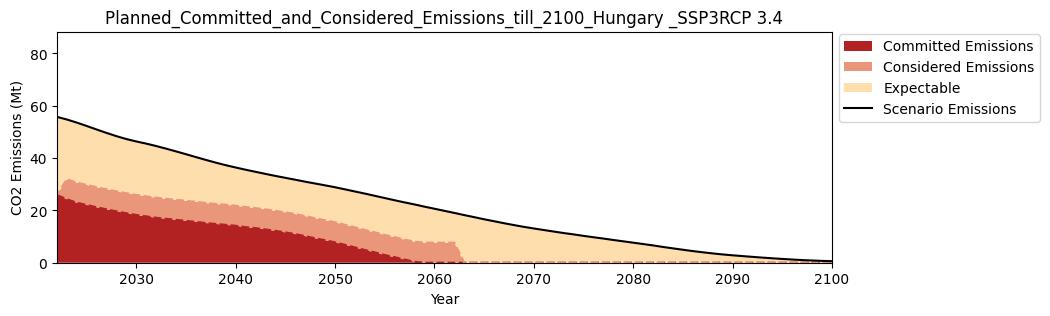 Planned_Committed_and_Considered_Emissions_till_2100_Hungary _SSP3RCP 3.4
80
60
40
20
0
CO2 Emissions (Mt)
2030 2040 2050 2060 2070 2080 2090 2100
Year
Committed Emissions
Considered Emissions
Expectable
Scenario Emissions